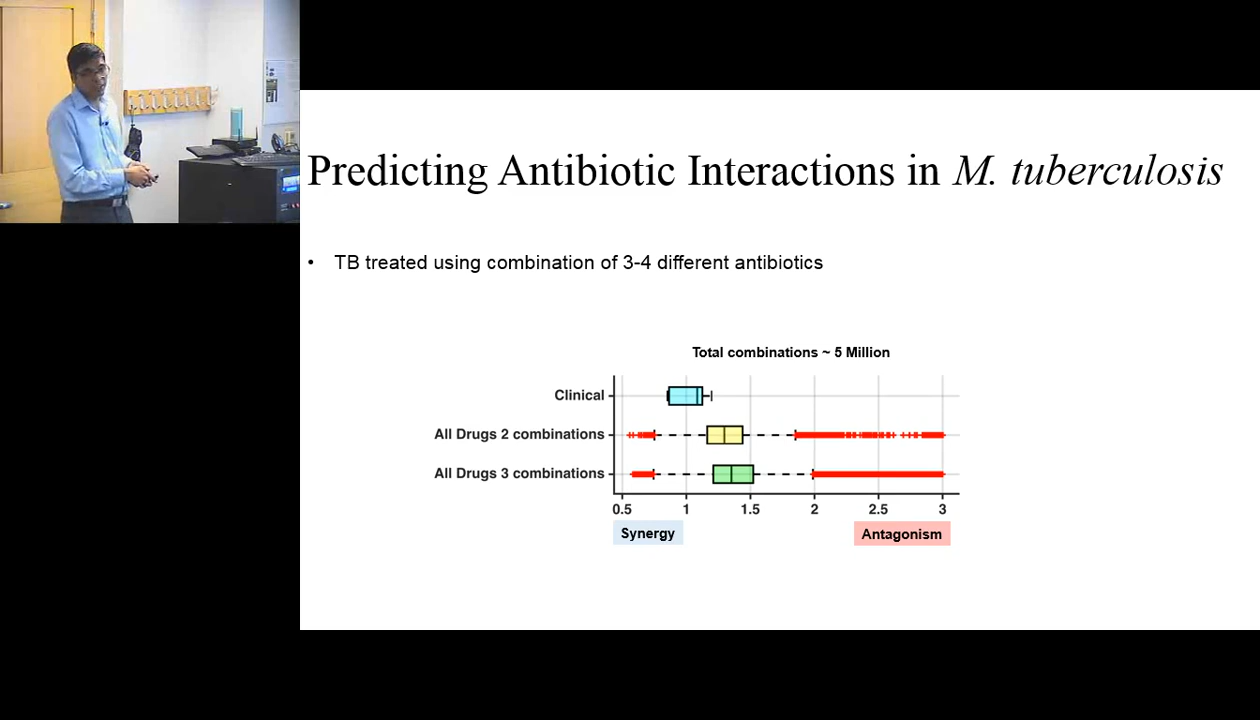 Predicting Antibiotic Interactions in M. tuberculosis
• TB treated using combination of 3-4 different antibiotics
Total combinations ~ 5 Million
Clinical
All Drugs 2 combinations
All Drugs 3 combinations
0.5 1 1.5 2 2.5 3
Synergy Antagonism